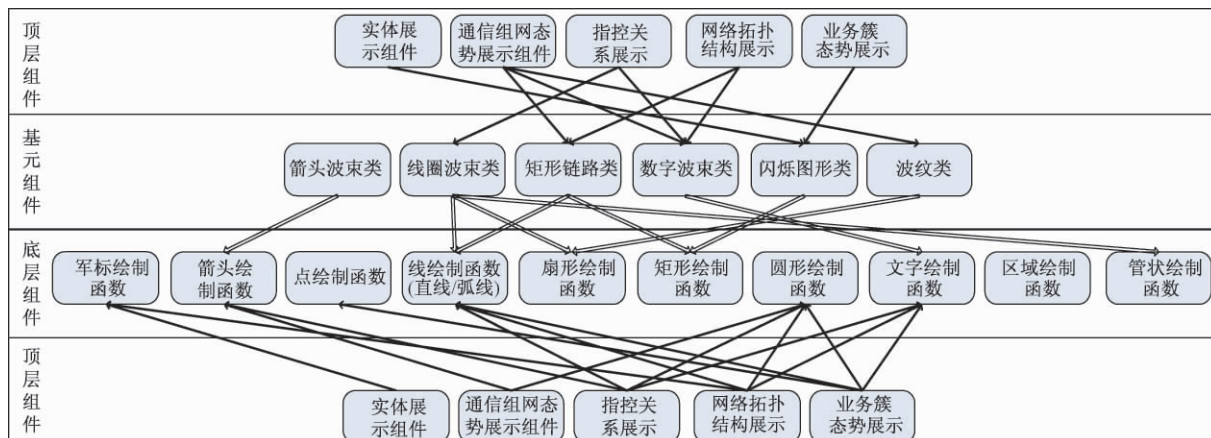 顶层组件
实体展
示组件
通信组网态
势展示组件
指控关
系展示
网络拓扑
结构展示
业务簇
态势展示
基元组件
箭头波束类
线圈波束类
矩形链路类
数字波束类
闪烁图形类
波纹类
底层组件
军标绘制
函数
箭头绘
制函数
点绘制函数
线绘制函数
(直线/弧线)
扇形绘制
函数
矩形绘制
函数
圆形绘制
函数
文字绘制
函数
区域绘制
函数
管状绘制
函数
顶层组件
实体展
示组件
通信组网态
势展示组件
指控关
系展示
网络拓扑
结构展示
业务簇
态势展示